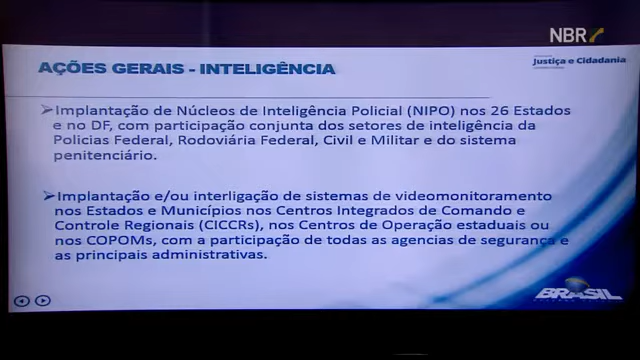 NBR
Justiça e Cidadania
AÇÕES GERAIS - INTELIGÊNCIA
Implantação de Núcleos de Inteligência Policial (NIPO) nos 26 Estados
e no DF, com participação conjunta dos setores de inteligência da
Policias Federal, Rodoviária Federal, Civil e Militar e do sistema
penitenciário.
Implantação e/ou interligação de sistemas de videomonitoramento
nos Estados e Municípios nos Centros Integrados de Comando e
Controle Regionais (CICCRs), nos Centros de Operação estaduais ou
nos COPOMs, com a participação de todas as agencias de segurança e
as principais administrativas.
BRASIL